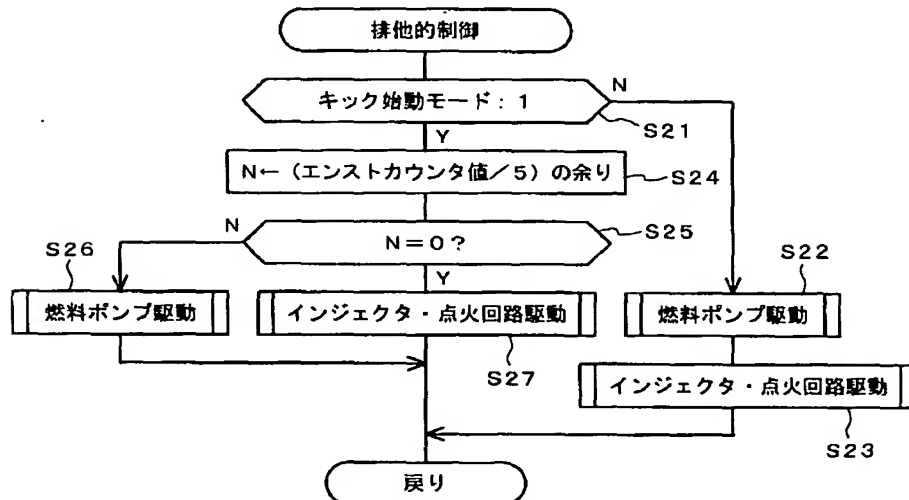 排他的制御
キック始動モード:1
N
S21
Y
N←(エンストカウンタ値/5)の余り
S24
N
N=0?
S25
S26
Y
S22
燃料ポンプ駆動
インジェクタ・点火回路駆動
燃料ポンプ駆動
S27
インジェクタ・点火回路駆動
S23
戻り